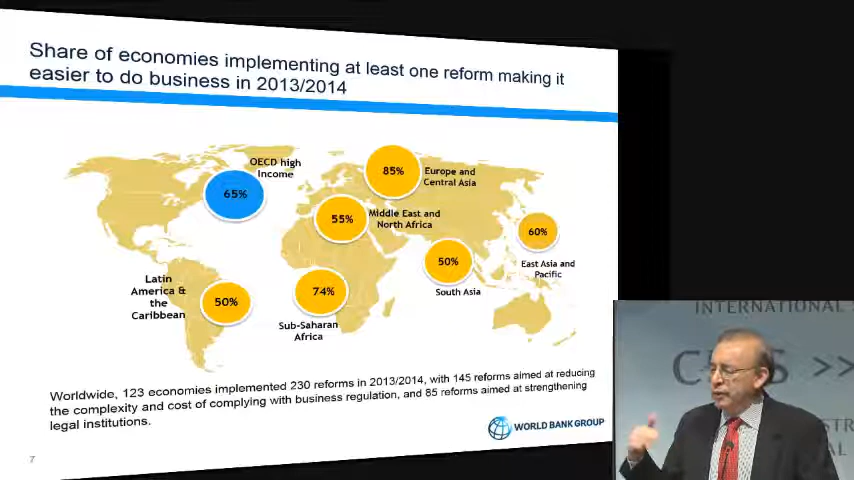 Share of economies implementing at least one reform making it
easier to do business in 2013/2014
OECD high
Income
65%
85%
Europe and
Central Asia
55%
Middle East and
North Africa
60%
East Asia and
Pacific
50%
South Asia
Latin
America &
the
Caribbean
50%
74%
Sub-Saharan
Africa
Worldwide, 123 economies implemented 230 reforms in 2013/2014, with 145 reforms aimed at reducing
the complexity and cost of complying with business regulation, and 85 reforms aimed at strengthening
legal institutions.
WORLD BANK GROUP
7
INTERNATIONAL
>>